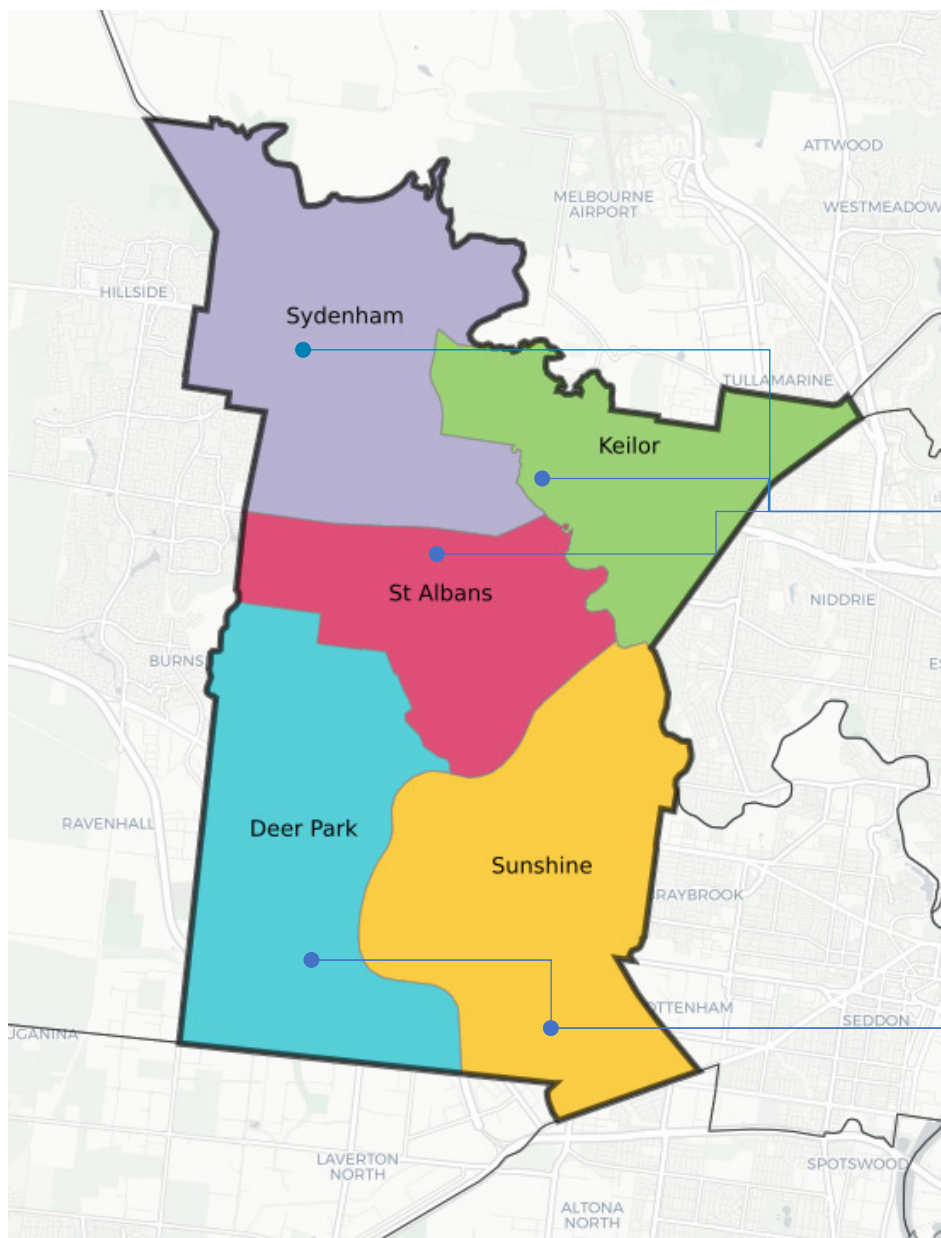 ATTWOOD
MELBOURNE
AIRPORT
WESTMEADOW
HILLSIDE
Sydenham
TULLAMARINE
Keilor
St Albans
NIDDRIE
BURNS
ES
RAVENHALL
Deer Park
Sunshine
BRAYBROOK
OTTENHAM
SEDDON
UGANINA
LAVERTON
NORTH
SPOTSWOOD
ALTONA
NORTH